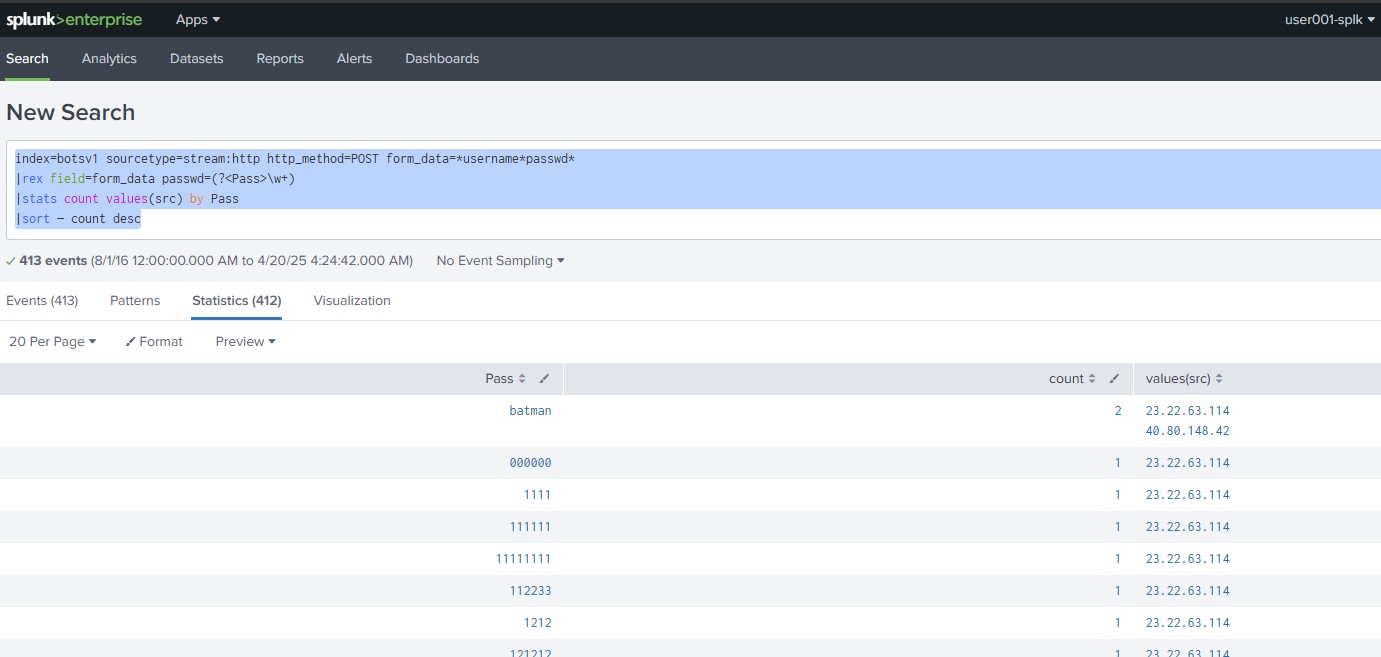 splunk>enterprise Apps user001-splk
Search Analytics Datasets Reports Alerts Dashboards
New Search
index=botsv1 sourcetype=stream:http http_method=POST form_data=*username*passwd*
|rex field=form_data passwd=(?<Pass>\w+)
|stats count values(src) by Pass
|sort – count desc
413 events (8/1/16 12:00:00.000 AM to 4/20/25 4:24:42.000 AM) No Event Sampling
Events (413) Patterns Statistics (412) Visualization
20 Per Page Format Preview
Pass count values(src)
batman 2 23.22.63.114
40.80.148.42
000000 1 23.22.63.114
1111 1 23.22.63.114
111111 1 23.22.63.114
11111111 1 23.22.63.114
112233 1 23.22.63.114
1212 1 23.22.63.114
121212 1 23.22.63.114